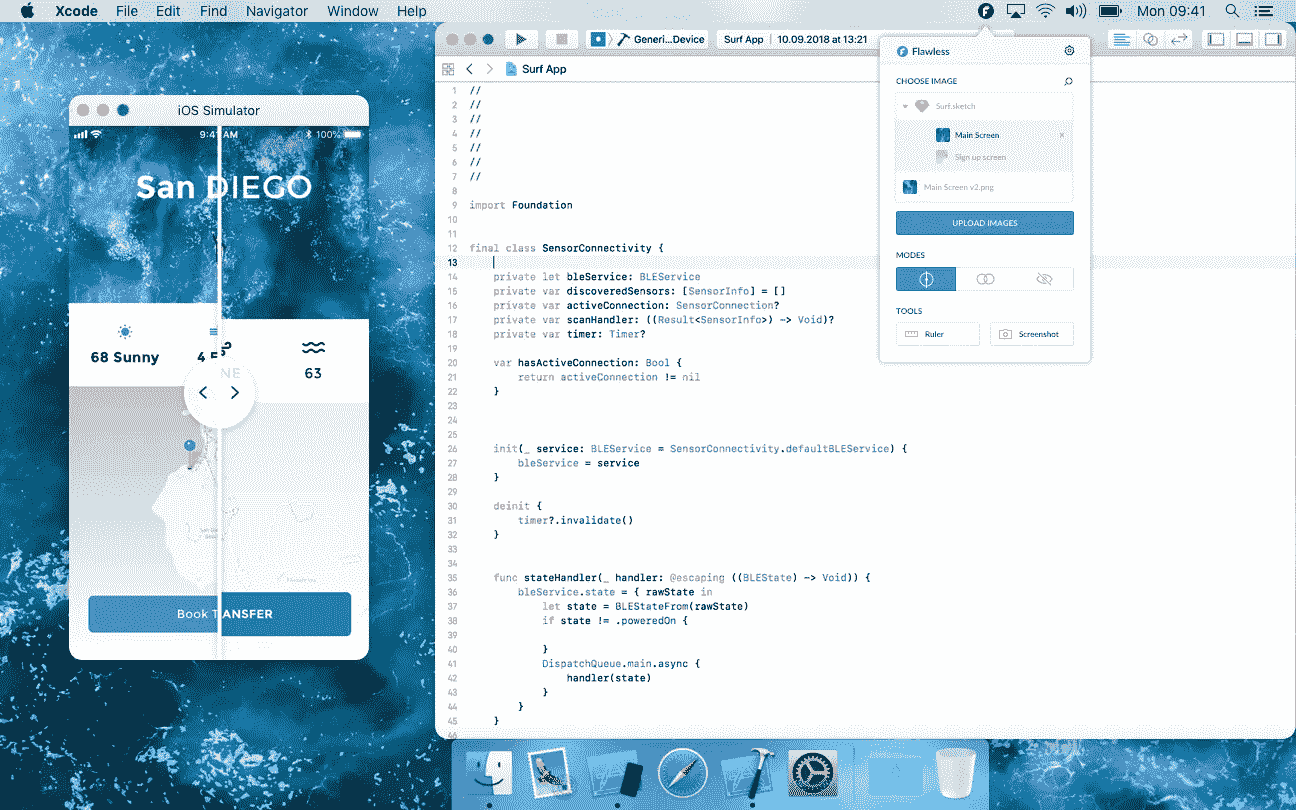 Xcode File Edit Find Navigator Window Help Mon 09:41
iOS Simulator
9:41 AM 100%
San DIEGO
68 Sunny
63
Book TRANSFER
Generi...Device Surf App 10.09.2018 at 13:21
Surf App
1 //
2 //
3 //
4 //
5 //
6 //
7 //
8
9 import Foundation
10
11
12 final class SensorConnectivity {
13
14 private let bleService: BLEService
15 private var discoveredSensors: [SensorInfo] = []
16 private var activeConnection: SensorConnection?
17 private var scanHandler: ((Result<SensorInfo>) -> Void)?
18 private var timer: Timer?
19
20 var hasActiveConnection: Bool {
21 return activeConnection != nil
22 }
23
24
25
26 init(_ service: BLEService = SensorConnectivity.defaultBLEService) {
27 bleService = service
28 }
29
30 deinit {
31 timer?.invalidate()
32 }
33
34
35 func stateHandler(_ handler: @escaping ((BLEState) -> Void)) {
36 bleService.state = { rawState in
37 let state = BLEStateFrom(rawState)
38 if state != .poweredOn {
39
40 }
41 DispatchQueue.main.async {
42 handler(state)
43 }
44 }
45 }
46
Flawless
CHOOSE IMAGE
Surf.sketch
Main Screen
Sign up screen
Main Screen v2.png
UPLOAD IMAGES
MODES
TOOLS
Ruler Screenshot